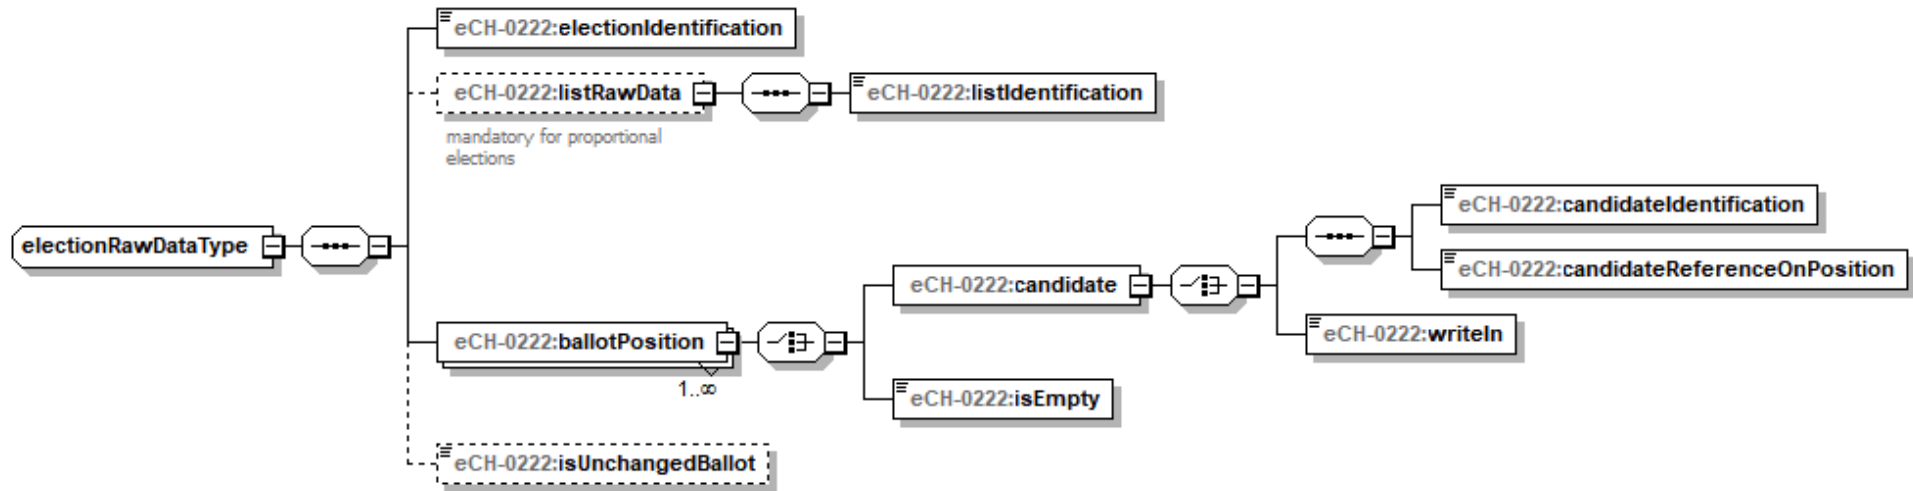 eCH-0222:electionIdentification
eCH-0222:listRawData
eCH-0222:listIdentification
mandatory for proportional
elections
eCH-0222:candidateIdentification
electionRawDataType
eCH-0222:candidateReferenceOnPosition
eCH-0222:candidate
eCH-0222:ballotPosition
eCH-0222:writeIn
1..∞
eCH-0222:isEmpty
eCH-0222:isUnchangedBallot